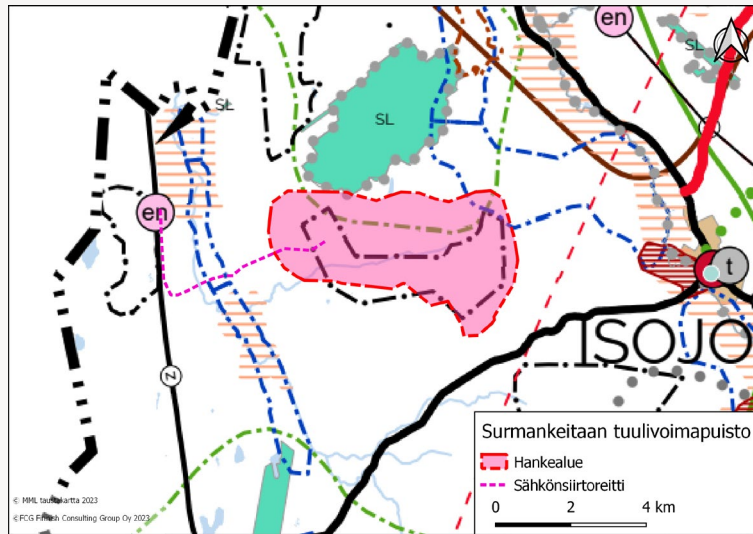 en
SL
SL
SL
en
t
z
ISOJO
Surmankeitaan tuulivoimapuisto
Hankealue
Sähkönsiirtoreitti
0 2 4 km
© MML taustakartta 2023
©FCG Finnish Consulting Group Oy 2023